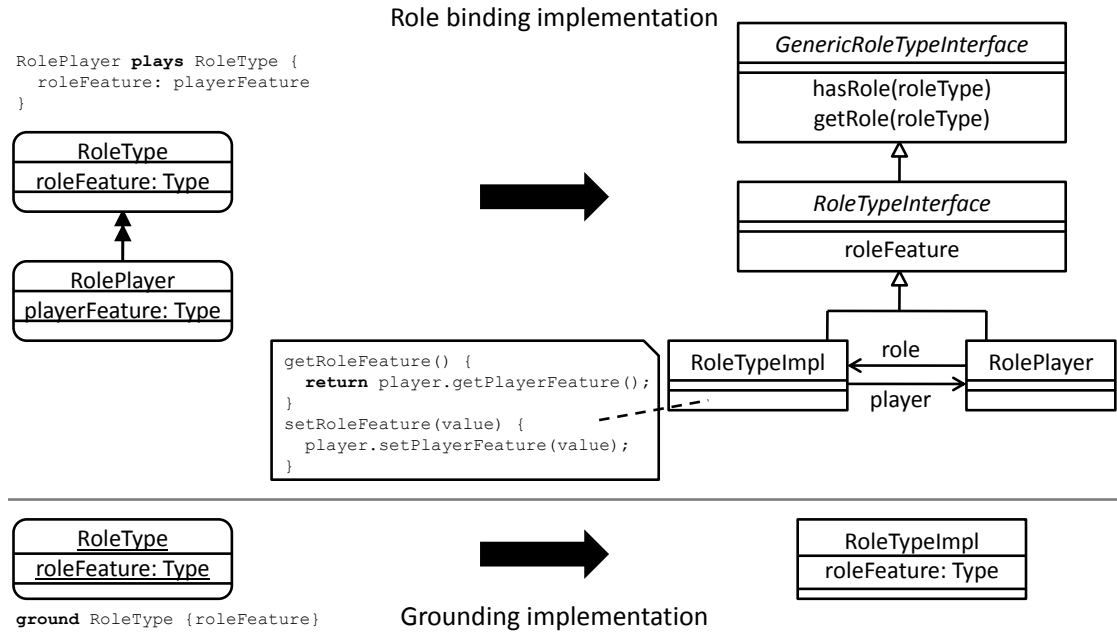 Role binding implementation
RolePlayer plays RoleType {
roleFeature: playerFeature
}
RoleType
roleFeature: Type
RolePlayer
playerFeature: Type
GenericRoleTypeInterface
hasRole(roleType)
getRole(roleType)
RoleTypeInterface
roleFeature
RoleTypeImpl
role
player
RolePlayer
getRoleFeature() {
return player.getPlayerFeature();
}
setRoleFeature(value) {
player.setPlayerFeature(value);
}
RoleType
roleFeature: Type
ground RoleType {roleFeature}
Grounding implementation
RoleTypeImpl
roleFeature: Type